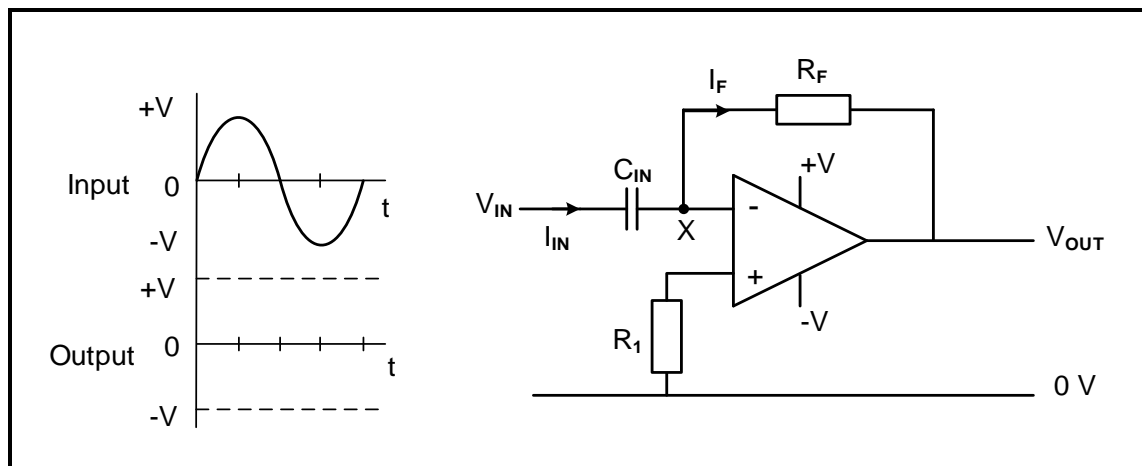 +V
Input 0
t
-V
+V
Output 0
t
-V
I_F
R_F
C_IN
+V
V_IN
I_IN
X
-
+
V_OUT
-V
R_1
0 V